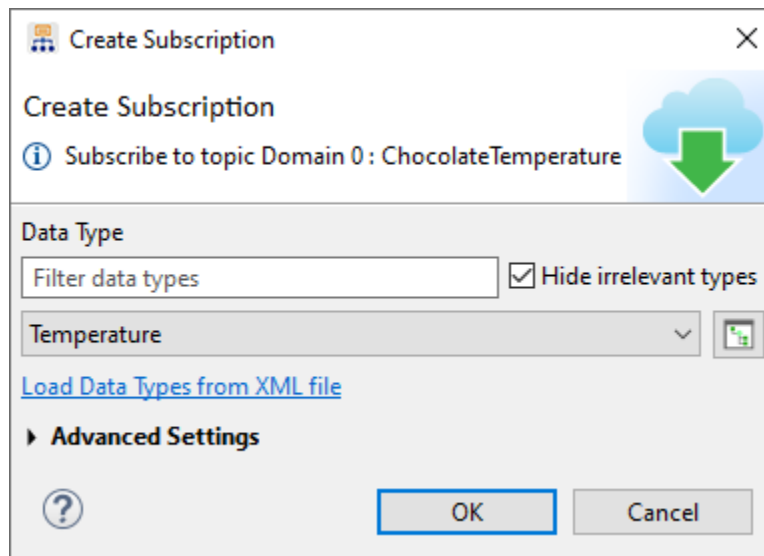 Create Subscription
Create Subscription
Subscribe to topic Domain 0 : ChocolateTemperature
Data Type
Filter data types
Hide irrelevant types
Temperature
Load Data Types from XML file
Advanced Settings
OK
Cancel